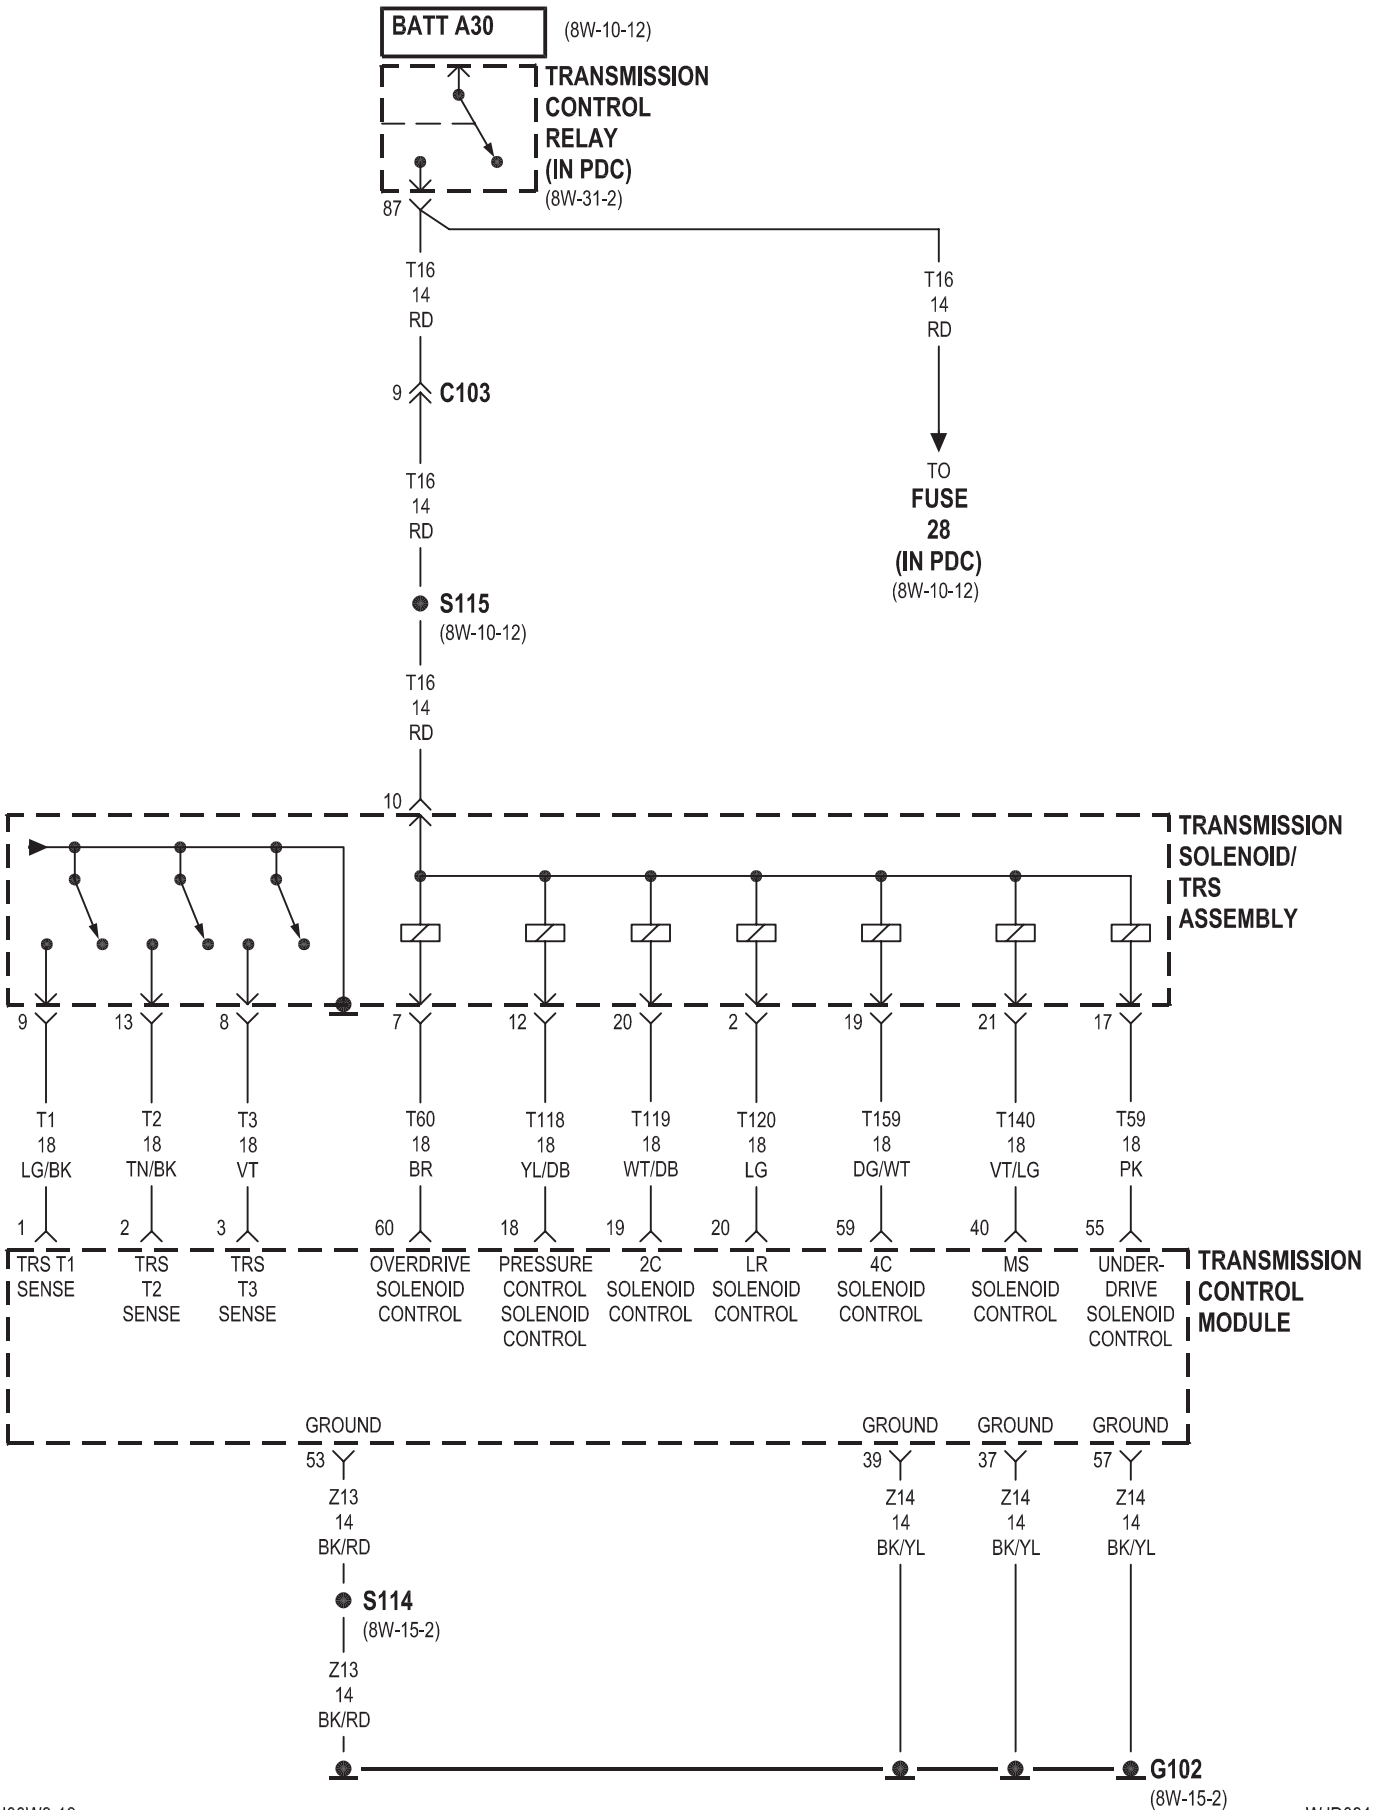 BATT A30
(8W-10-12)
TRANSMISSION
CONTROL
RELAY
(IN PDC)
(8W-31-2)
87
T16
14
RD
T16
14
RD
9
C103
TO
FUSE
28
(IN PDC)
(8W-10-12)
T16
14
RD
S115
(8W-10-12)
T16
14
RD
10
TRANSMISSION
SOLENOID/
TRS
ASSEMBLY
9 13 8 7 12 20 2 19 21 17
T1 T2 T3 T60 T118 T119 T120 T159 T140 T59
18 18 18 18 18 18 18 18 18 18
LG/BK TN/BK VT BR YL/DB WT/DB LG DG/WT VT/LG PK
1 2 3 60 18 19 20 59 40 55
TRS T1
SENSE
TRS
T2
SENSE
TRS
T3
SENSE
OVERDRIVE
SOLENOID
CONTROL
PRESSURE
CONTROL
SOLENOID
CONTROL
2C
SOLENOID
CONTROL
LR
SOLENOID
CONTROL
4C
SOLENOID
CONTROL
MS
SOLENOID
CONTROL
UNDER-
DRIVE
SOLENOID
CONTROL
TRANSMISSION
CONTROL
MODULE
GROUND GROUND GROUND GROUND
53 39 37 57
Z13 Z14 Z14 Z14
14 14 14 14
BK/RD BK/YL BK/YL BK/YL
S114
(8W-15-2)
Z13
14
BK/RD
G102
(8W-15-2)